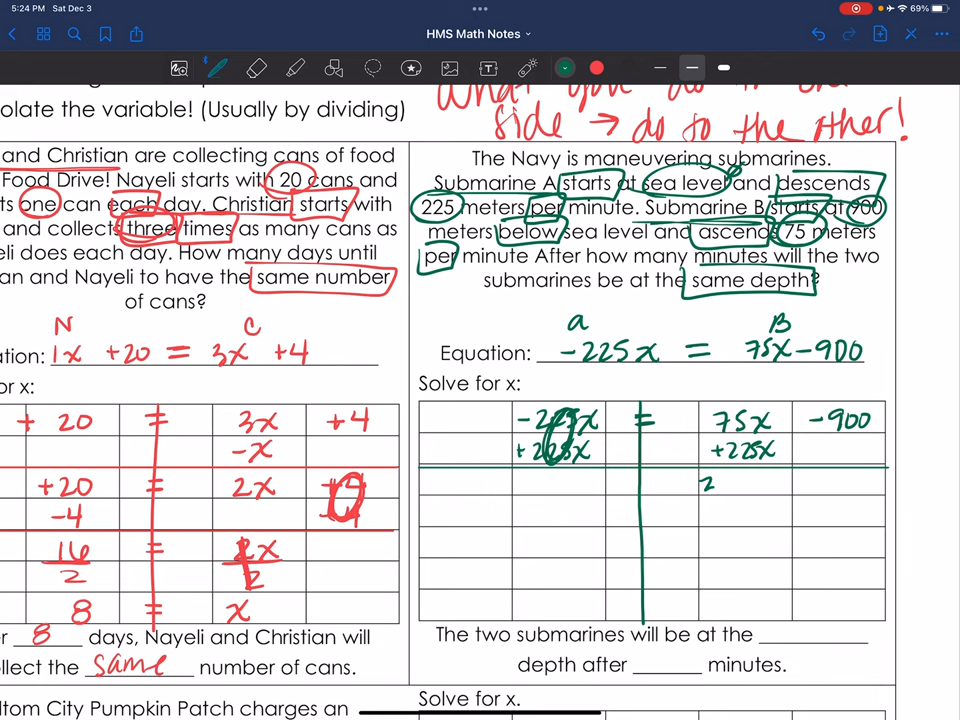 5:24 PM Sat Dec 3
69%
HMS Math Notes
olate the variable! (Usually by dividing)
What you do to one
side → do to the other!
and Christian are collecting cans of food
Food Drive! Nayeli starts with 20 cans and
ts one can each day. Christian starts with
and collects three times as many cans as
eli does each day. How many days until
an and Nayeli to have the same number
of cans?
N C
ation: 1x +20 = 3x +4
or x:
+ 20 = 3x +4
-x
+20 = 2x +4
-4 -4
16 = 2x
2 2
8 = x
er 8 days, Nayeli and Christian will
ollect the same number of cans.
ltom City Pumpkin Patch charges an
The Navy is maneuvering submarines.
Submarine A starts at sea level and descends
225 meters per minute. Submarine B starts at 900
meters below sea level and ascends 75 meters
per minute After how many minutes will the two
submarines be at the same depth?
a B
Equation: -225x = 75x-900
Solve for x:
-225x = 75x -900
+225x +225x
0
2
The two submarines will be at the
depth after minutes.
Solve for x.